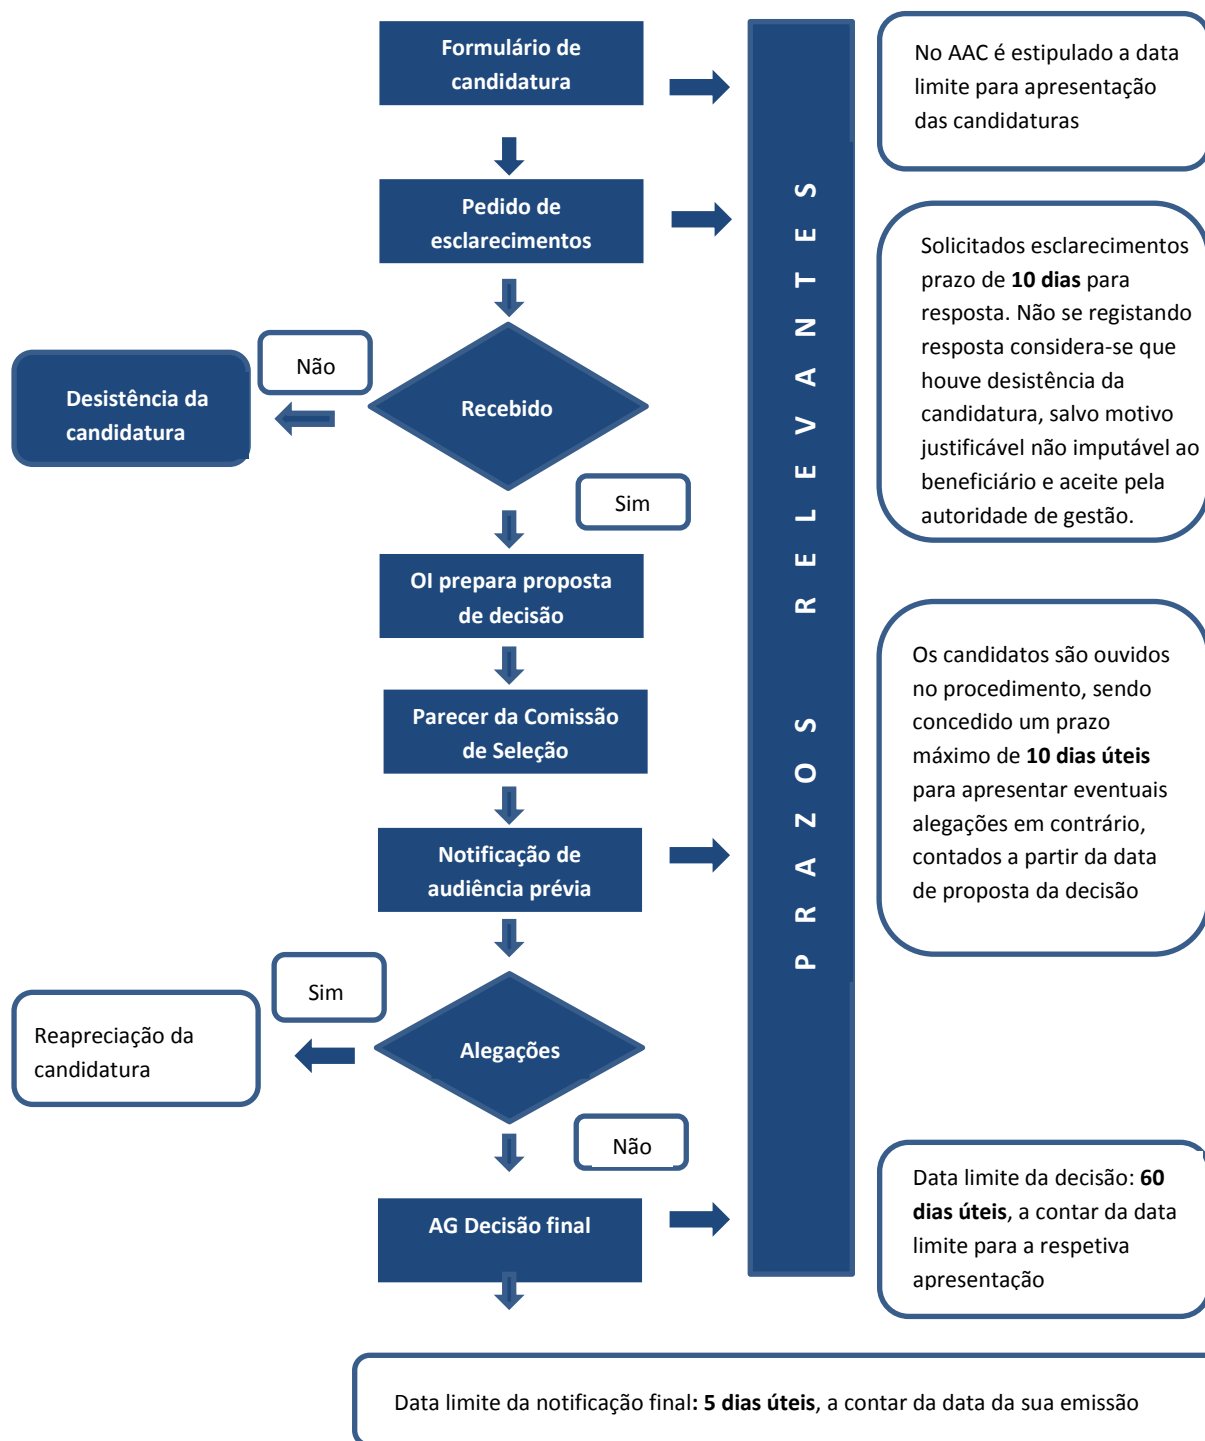 Formulário de
candidatura
No AAC é estipulado a data
limite para apresentação
das candidaturas
Pedido de
esclarecimentos
Solicitados esclarecimentos
prazo de 10 dias para
resposta. Não se registando
resposta considera-se que
houve desistência da
candidatura, salvo motivo
justificável não imputável ao
beneficiário e aceite pela
autoridade de gestão.
Não
Desistência da
candidatura
Recebido
Sim
OI prepara proposta
de decisão
Parecer da Comissão
de Seleção
PRAZOS RELEVANTES
Os candidatos são ouvidos
no procedimento, sendo
concedido um prazo
máximo de 10 dias úteis
para apresentar eventuais
alegações em contrário,
contados a partir da data
de proposta da decisão
Notificação de
audiência prévia
Sim
Reapreciação da
candidatura
Alegações
Não
AG Decisão final
Data limite da decisão: 60
dias úteis, a contar da data
limite para a respetiva
apresentação
Data limite da notificação final: 5 dias úteis, a contar da data da sua emissão